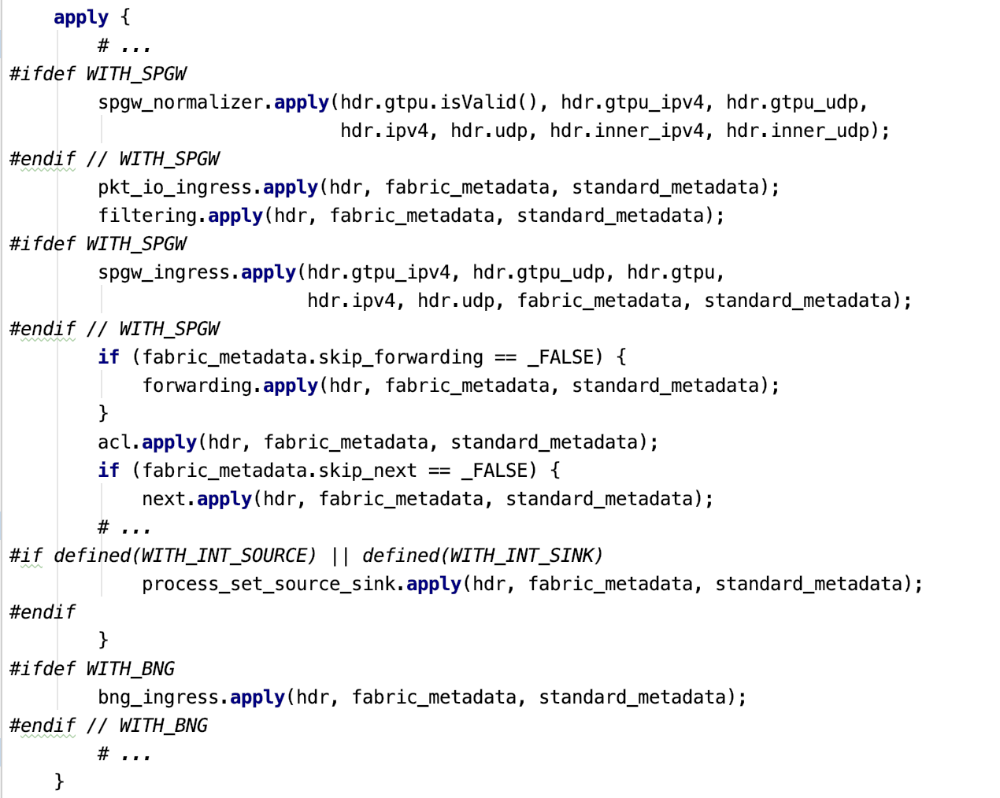 apply {
        # ...
#ifdef WITH_SPGW
        spgw_normalizer.apply(hdr.gtpu.isValid(), hdr.gtpu_ipv4, hdr.gtpu_udp,
                              hdr.ipv4, hdr.udp, hdr.inner_ipv4, hdr.inner_udp);
#endif // WITH_SPGW
        pkt_io_ingress.apply(hdr, fabric_metadata, standard_metadata);
        filtering.apply(hdr, fabric_metadata, standard_metadata);
#ifdef WITH_SPGW
        spgw_ingress.apply(hdr.gtpu_ipv4, hdr.gtpu_udp, hdr.gtpu,
                           hdr.ipv4, hdr.udp, fabric_metadata, standard_metadata);
#endif // WITH_SPGW
        if (fabric_metadata.skip_forwarding == _FALSE) {
            forwarding.apply(hdr, fabric_metadata, standard_metadata);
        }
        acl.apply(hdr, fabric_metadata, standard_metadata);
        if (fabric_metadata.skip_next == _FALSE) {
            next.apply(hdr, fabric_metadata, standard_metadata);
        # ...
#if defined(WITH_INT_SOURCE) || defined(WITH_INT_SINK)
            process_set_source_sink.apply(hdr, fabric_metadata, standard_metadata);
#endif
        }
#ifdef WITH_BNG
        bng_ingress.apply(hdr, fabric_metadata, standard_metadata);
#endif // WITH_BNG
        # ...
    }